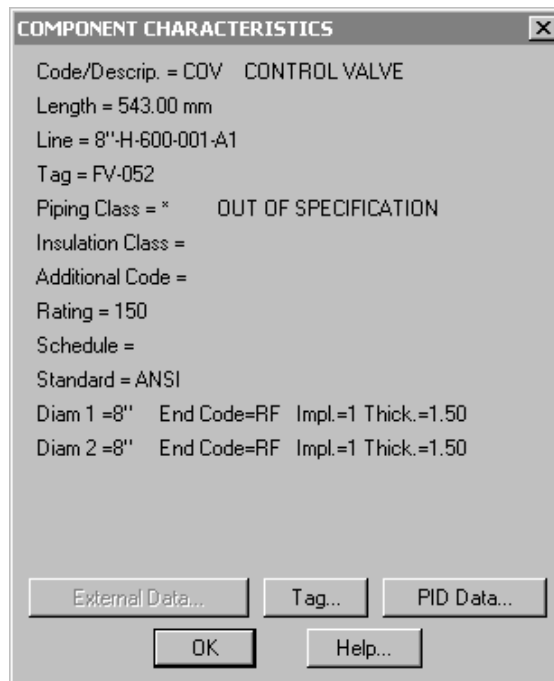 COMPONENT CHARACTERISTICS
Code/Descrip. = COV CONTROL VALVE
Length = 543.00 mm
Line = 8"-H-600-001-A1
Tag = FV-052
Piping Class = * OUT OF SPECIFICATION
Insulation Class =
Additional Code =
Rating = 150
Schedule =
Standard = ANSI
Diam 1 =8" End Code=RF Impl.=1 Thick.=1.50
Diam 2 =8" End Code=RF Impl.=1 Thick.=1.50
External Data... Tag... PID Data...
OK Help...